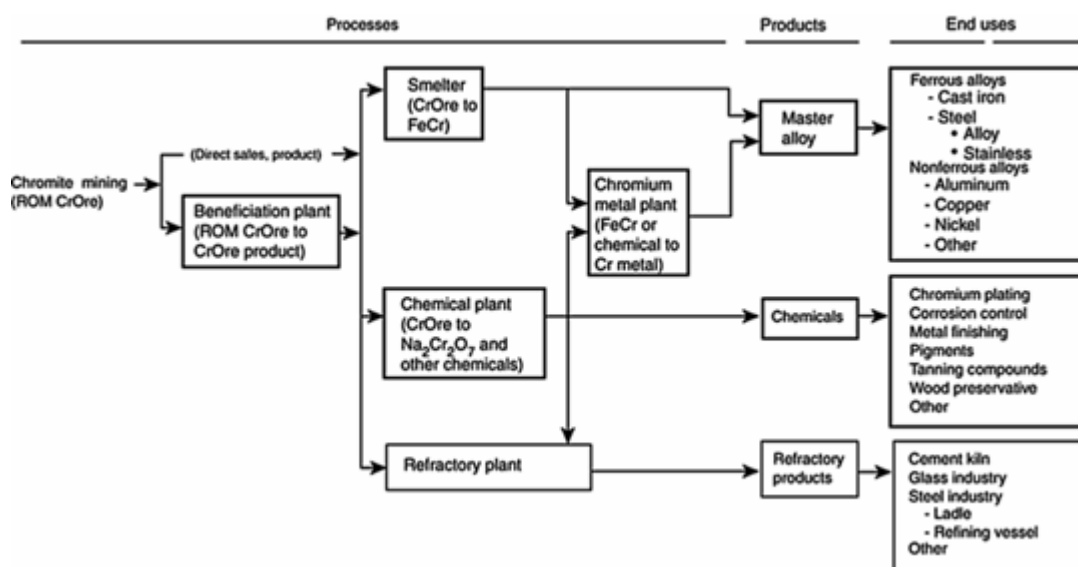 Processes
Products
End uses
Smelter
(CrOre to
FeCr)
Master
alloy
Ferrous alloys
- Cast iron
- Steel
• Alloy
• Stainless
Nonferrous alloys
- Aluminum
- Copper
- Nickel
- Other
(Direct sales, product)
Chromite mining
(ROM CrOre)
Beneficiation plant
(ROM CrOre to
CrOre product)
Chromium
metal plant
(FeCr or
chemical to
Cr metal)
Chemical plant
(CrOre to
Na₂Cr₂O₇ and
other chemicals)
Chemicals
Chromium plating
Corrosion control
Metal finishing
Pigments
Tanning compounds
Wood preservative
Other
Refractory plant
Refractory
products
Cement kiln
Glass industry
Steel industry
- Ladle
- Refining vessel
Other